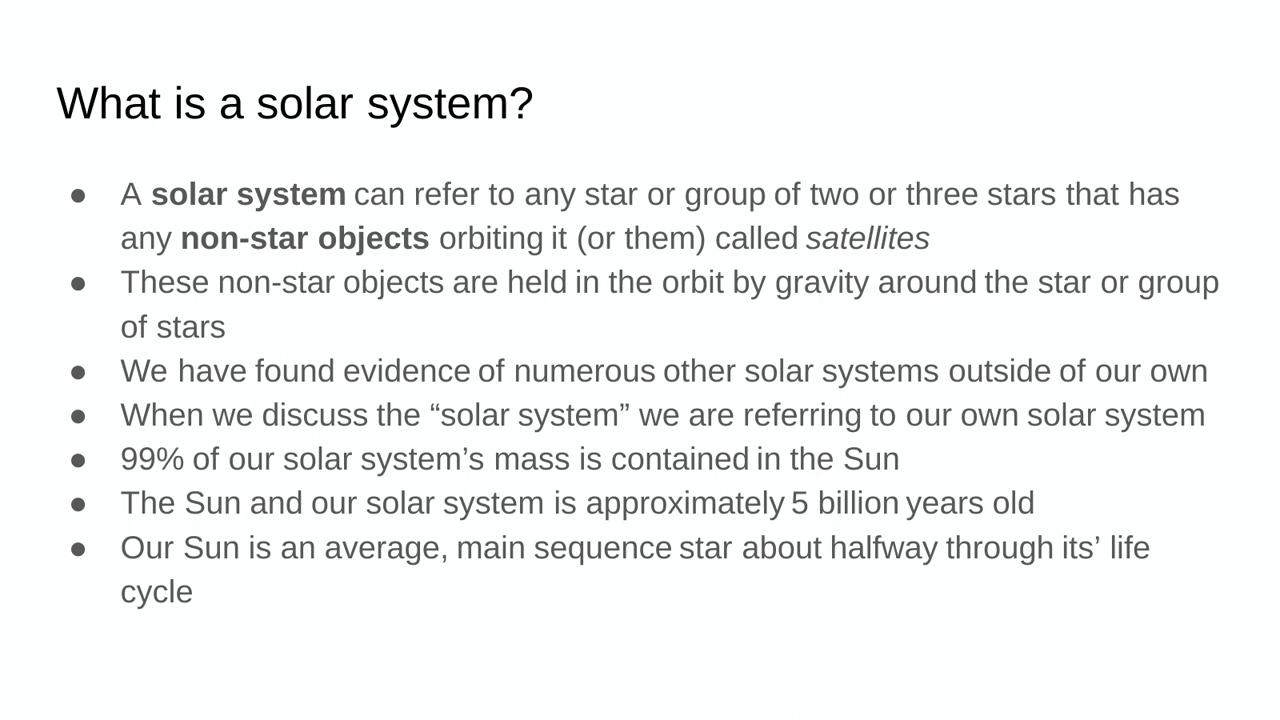 What is a solar system?
● A solar system can refer to any star or group of two or three stars that has
any non-star objects orbiting it (or them) called satellites
● These non-star objects are held in the orbit by gravity around the star or group
of stars
● We have found evidence of numerous other solar systems outside of our own
● When we discuss the “solar system” we are referring to our own solar system
● 99% of our solar system’s mass is contained in the Sun
● The Sun and our solar system is approximately 5 billion years old
● Our Sun is an average, main sequence star about halfway through its’ life
cycle